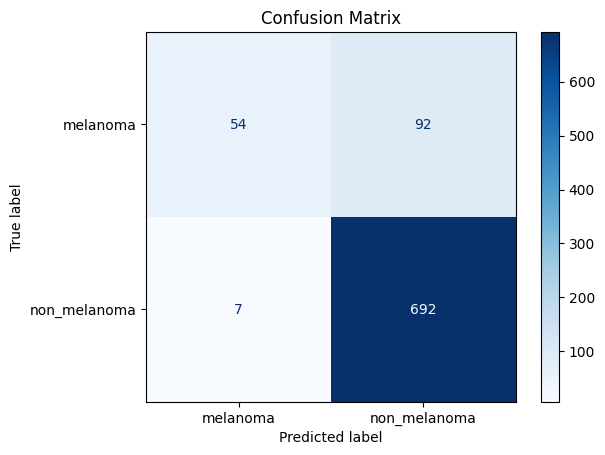 Confusion Matrix
True label
melanoma
non_melanoma
54
92
7
692
melanoma
non_melanoma
Predicted label
600
500
400
300
200
100